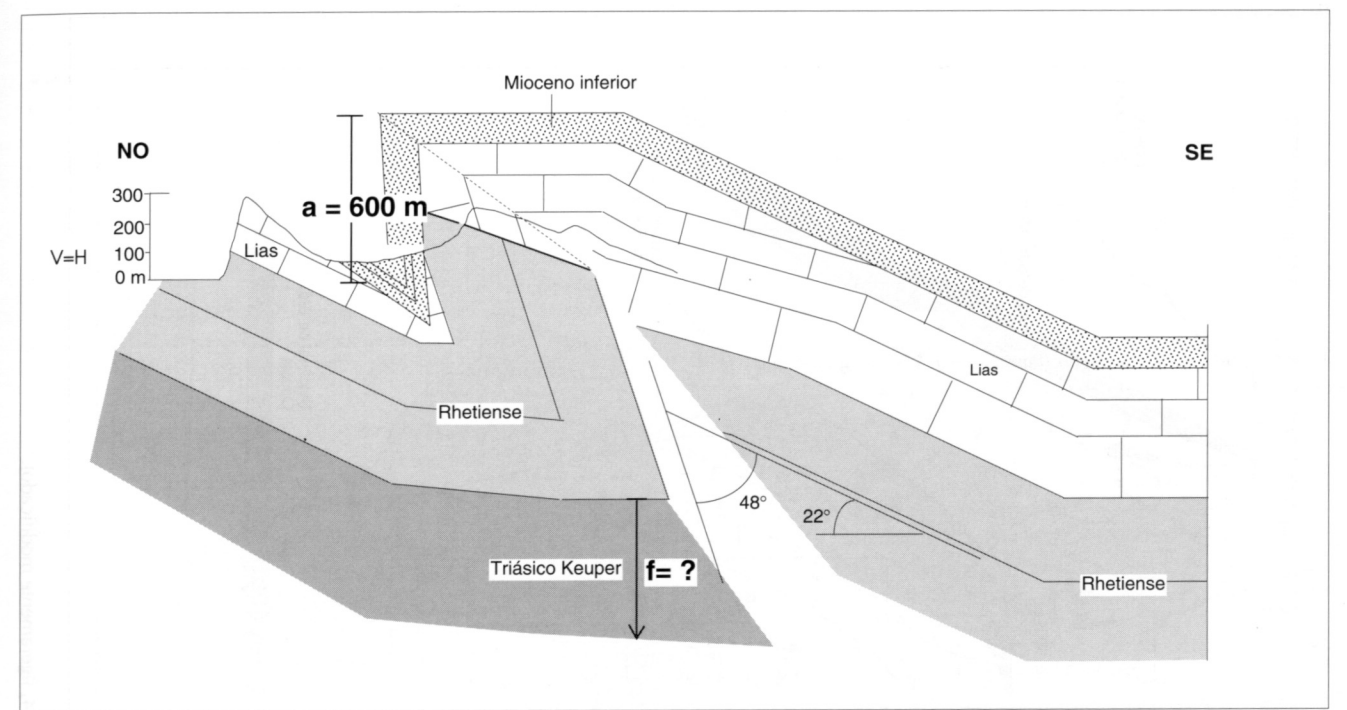 Mioceno inferior
NO
SE
300
200
100
0 m
V=H
a = 600 m
Lias
Lias
Rhetiense
48°
22°
Triásico Keuper
f= ?
Rhetiense